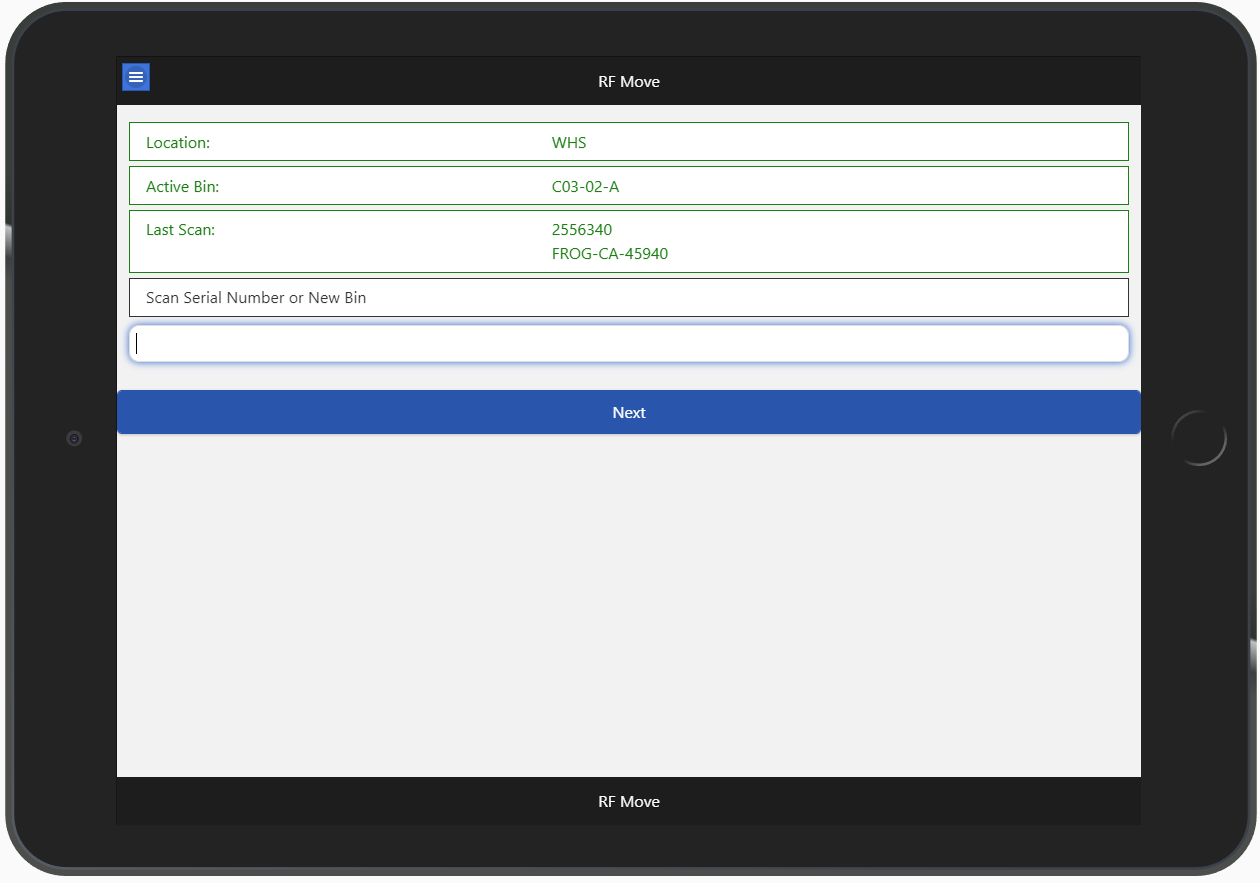 RF Move
Location: WHS
Active Bin: C03-02-A
Last Scan: 2556340
FROG-CA-45940
Scan Serial Number or New Bin
Next
RF Move